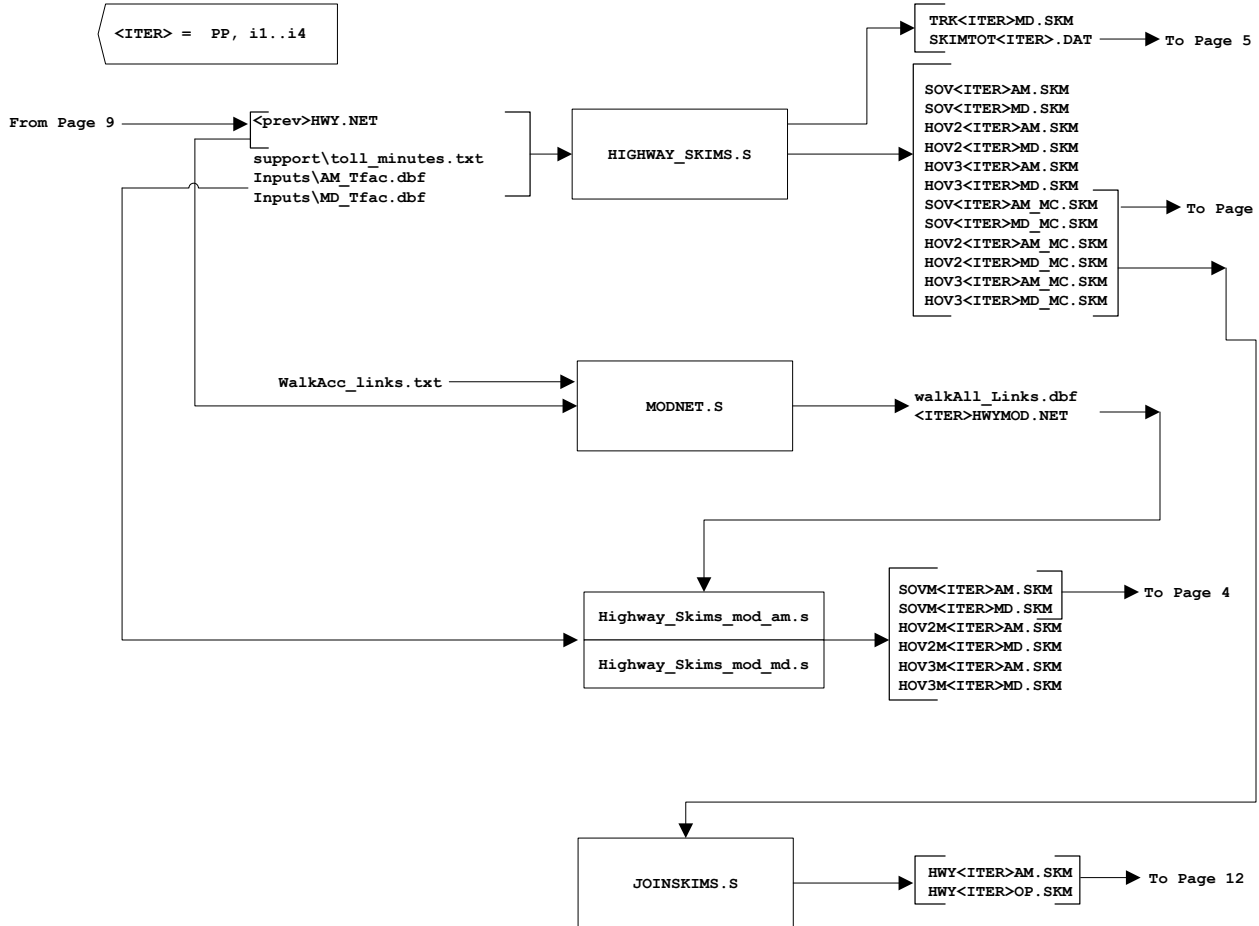 <ITER> = PP, i1..i4
TRK<ITER>MD.SKM
SKIMTOT<ITER>.DAT
To Page 5
From Page 9
<prev>HWY.NET
support\toll_minutes.txt
Inputs\AM_Tfac.dbf
Inputs\MD_Tfac.dbf
HIGHWAY_SKIMS.S
SOV<ITER>AM.SKM
SOV<ITER>MD.SKM
HOV2<ITER>AM.SKM
HOV2<ITER>MD.SKM
HOV3<ITER>AM.SKM
HOV3<ITER>MD.SKM
SOV<ITER>AM_MC.SKM
SOV<ITER>MD_MC.SKM
HOV2<ITER>AM_MC.SKM
HOV2<ITER>MD_MC.SKM
HOV3<ITER>AM_MC.SKM
HOV3<ITER>MD_MC.SKM
To Page
WalkAcc_links.txt
MODNET.S
walkAll_Links.dbf
<ITER>HWYMOD.NET
Highway_Skims_mod_am.s
Highway_Skims_mod_md.s
SOVM<ITER>AM.SKM
SOVM<ITER>MD.SKM
HOV2M<ITER>AM.SKM
HOV2M<ITER>MD.SKM
HOV3M<ITER>AM.SKM
HOV3M<ITER>MD.SKM
To Page 4
JOINSKIMS.S
HWY<ITER>AM.SKM
HWY<ITER>OP.SKM
To Page 12